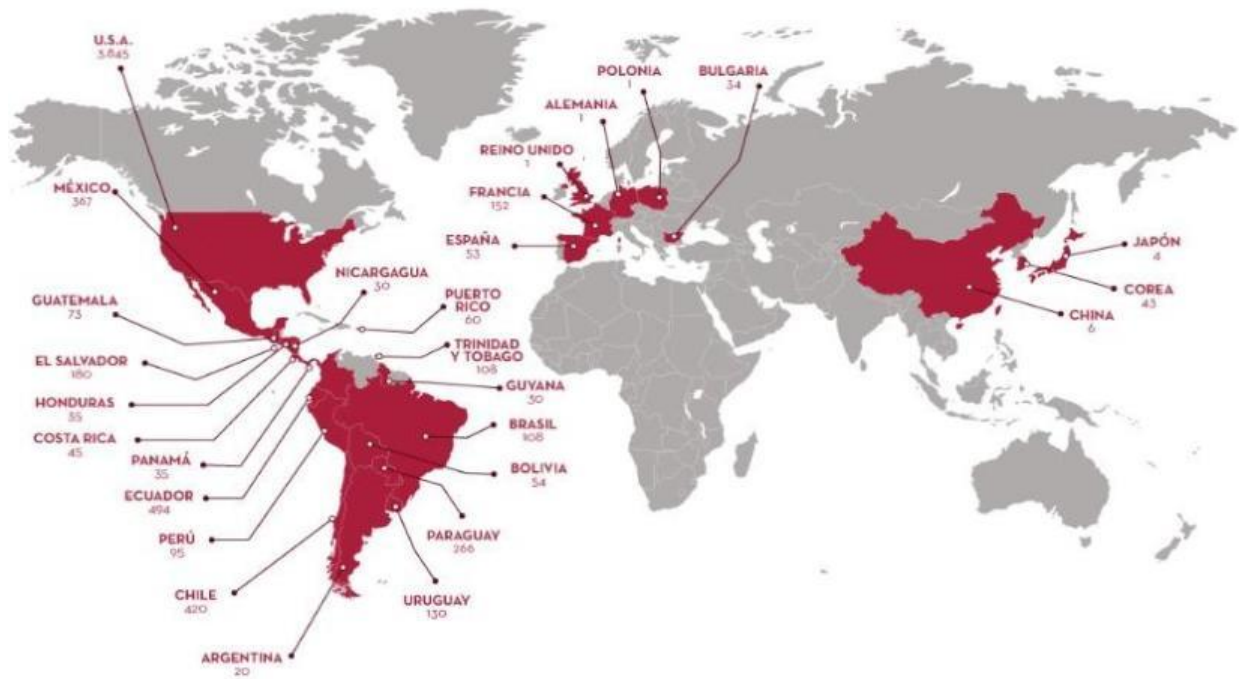 U.S.A.
3.845
POLONIA
1
BULGARIA
34
ALEMANIA
1
REINO UNIDO
1
MÉXICO
367
FRANCIA
152
ESPAÑA
53
JAPÓN
4
NICARGAGUA
30
COREA
43
PUERTO
RICO
60
GUATEMALA
73
CHINA
6
TRINIDAD
Y TOBAGO
108
EL SALVADOR
180
GUYANA
30
HONDURAS
35
BRASIL
108
COSTA RICA
45
PANAMÁ
35
BOLIVIA
54
ECUADOR
494
PERÚ
95
PARAGUAY
266
CHILE
420
URUGUAY
130
ARGENTINA
20